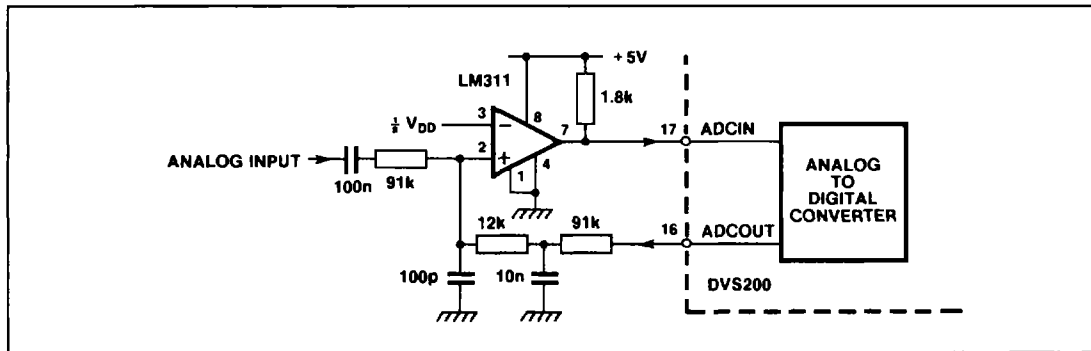 +5V
LM311
1.8k
3
8
½ VDD
7
17
ADCIN
2
4
1
ANALOG INPUT
100n
91k
ANALOG
TO
DIGITAL
CONVERTER
12k
91k
16
ADCOUT
100p
10n
DVS200